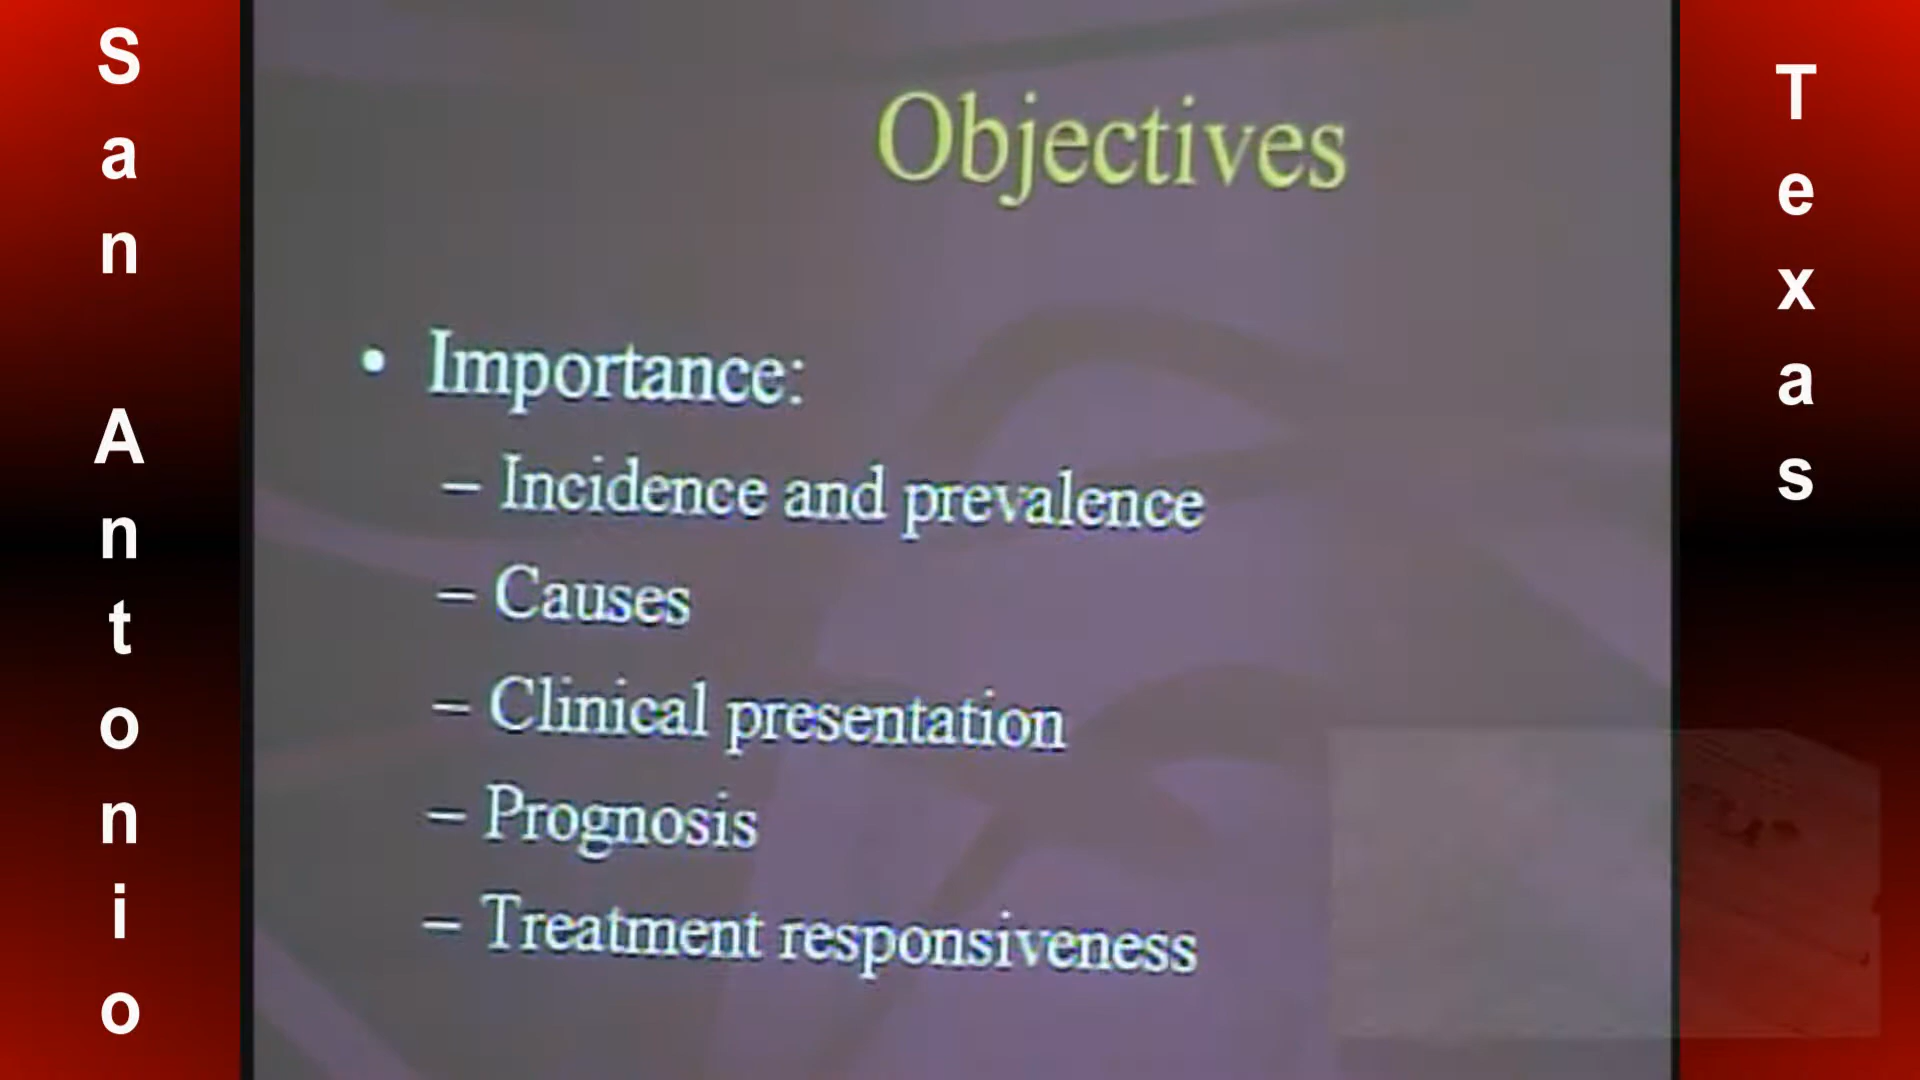 San Antonio
Objectives
• Importance:
– Incidence and prevalence
– Causes
– Clinical presentation
– Prognosis
– Treatment responsiveness
Texas